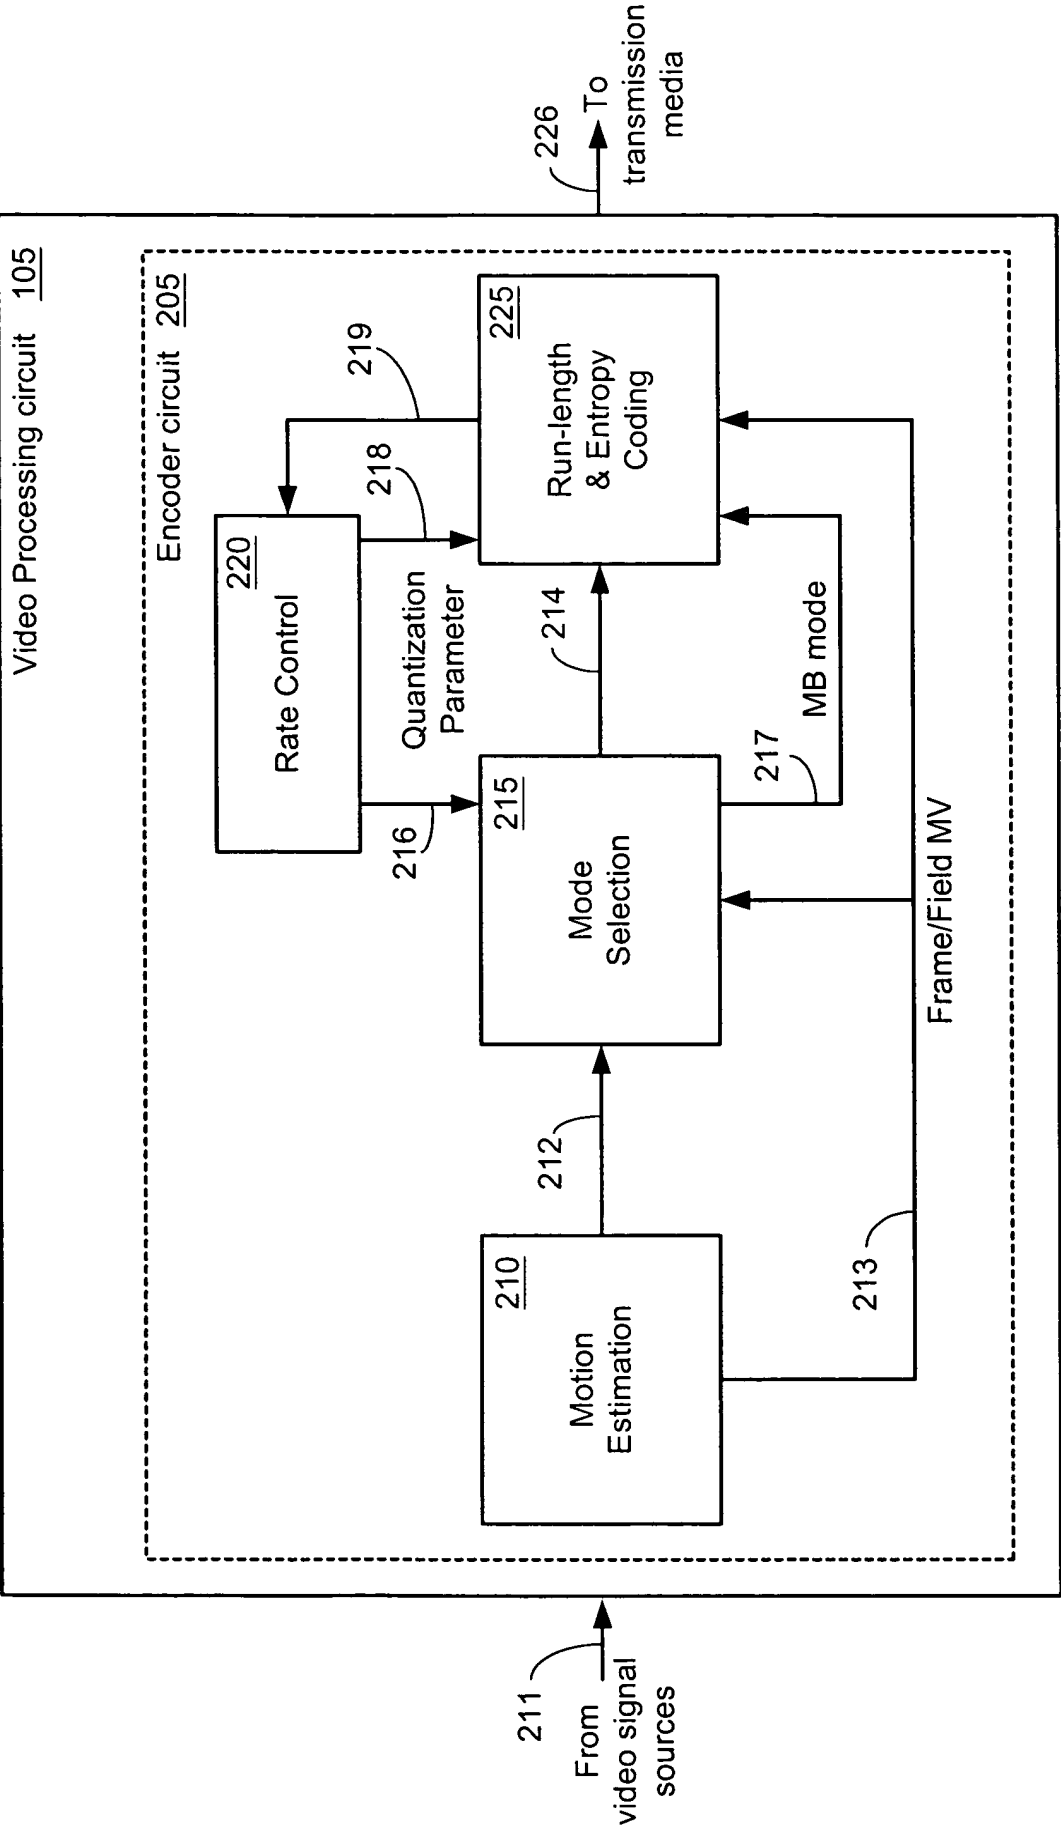 Video Processing circuit 105
Encoder circuit 205
220
Rate Control
219
218
216
Quantization
Parameter
210
Motion
Estimation
212
215
Mode
Selection
214
225
Run-length
& Entropy
Coding
211
From
video signal
sources
226
To
transmission
media
217
MB mode
213
Frame/Field MV